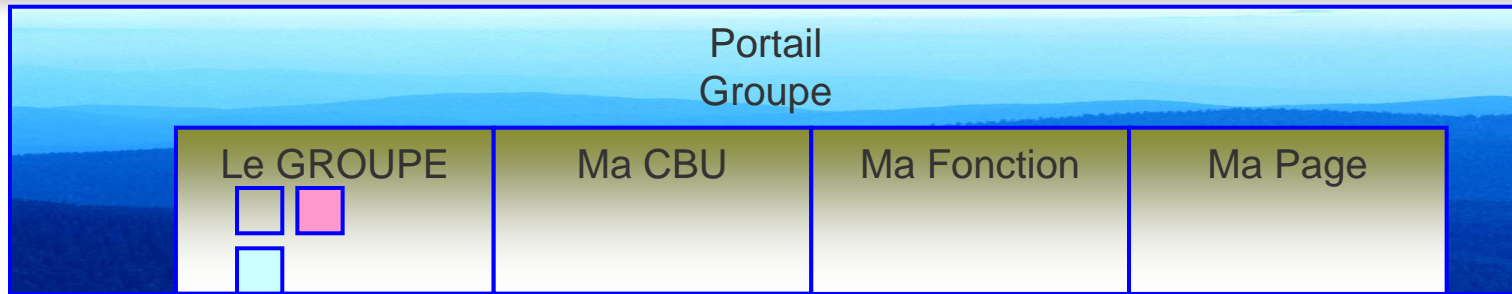 Portail
Groupe
Le GROUPE
Ma CBU
Ma Fonction
Ma Page